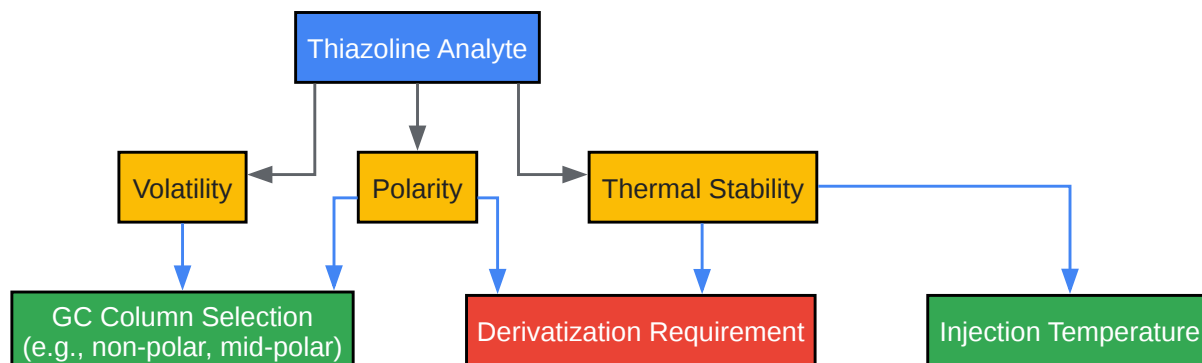 Thiazoline Analyte
Volatility
Polarity
Thermal Stability
GC Column Selection
(e.g., non-polar, mid-polar)
Derivatization Requirement
Injection Temperature